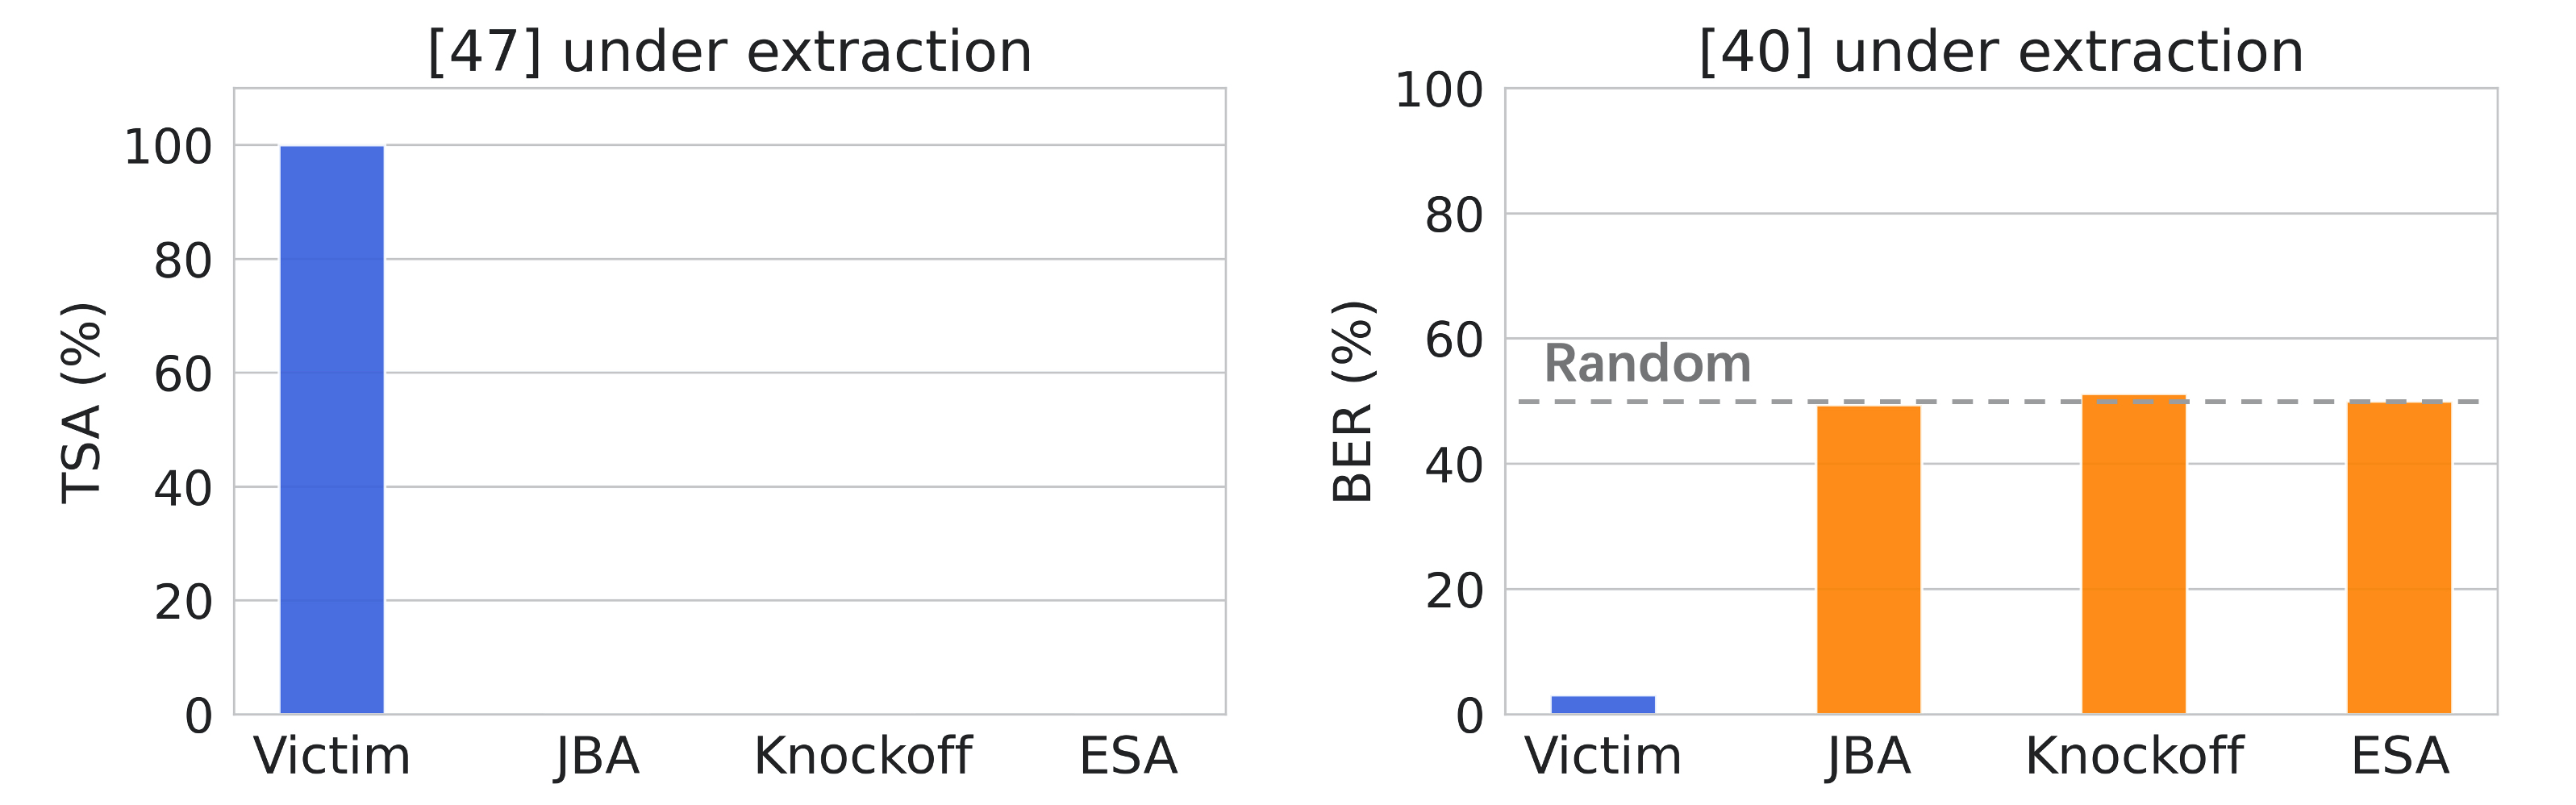 [47] under extraction
TSA (%)
100
80
60
40
20
0
Victim JBA Knockoff ESA
[40] under extraction
BER (%)
100
80
60
40
20
0
Random
Victim JBA Knockoff ESA